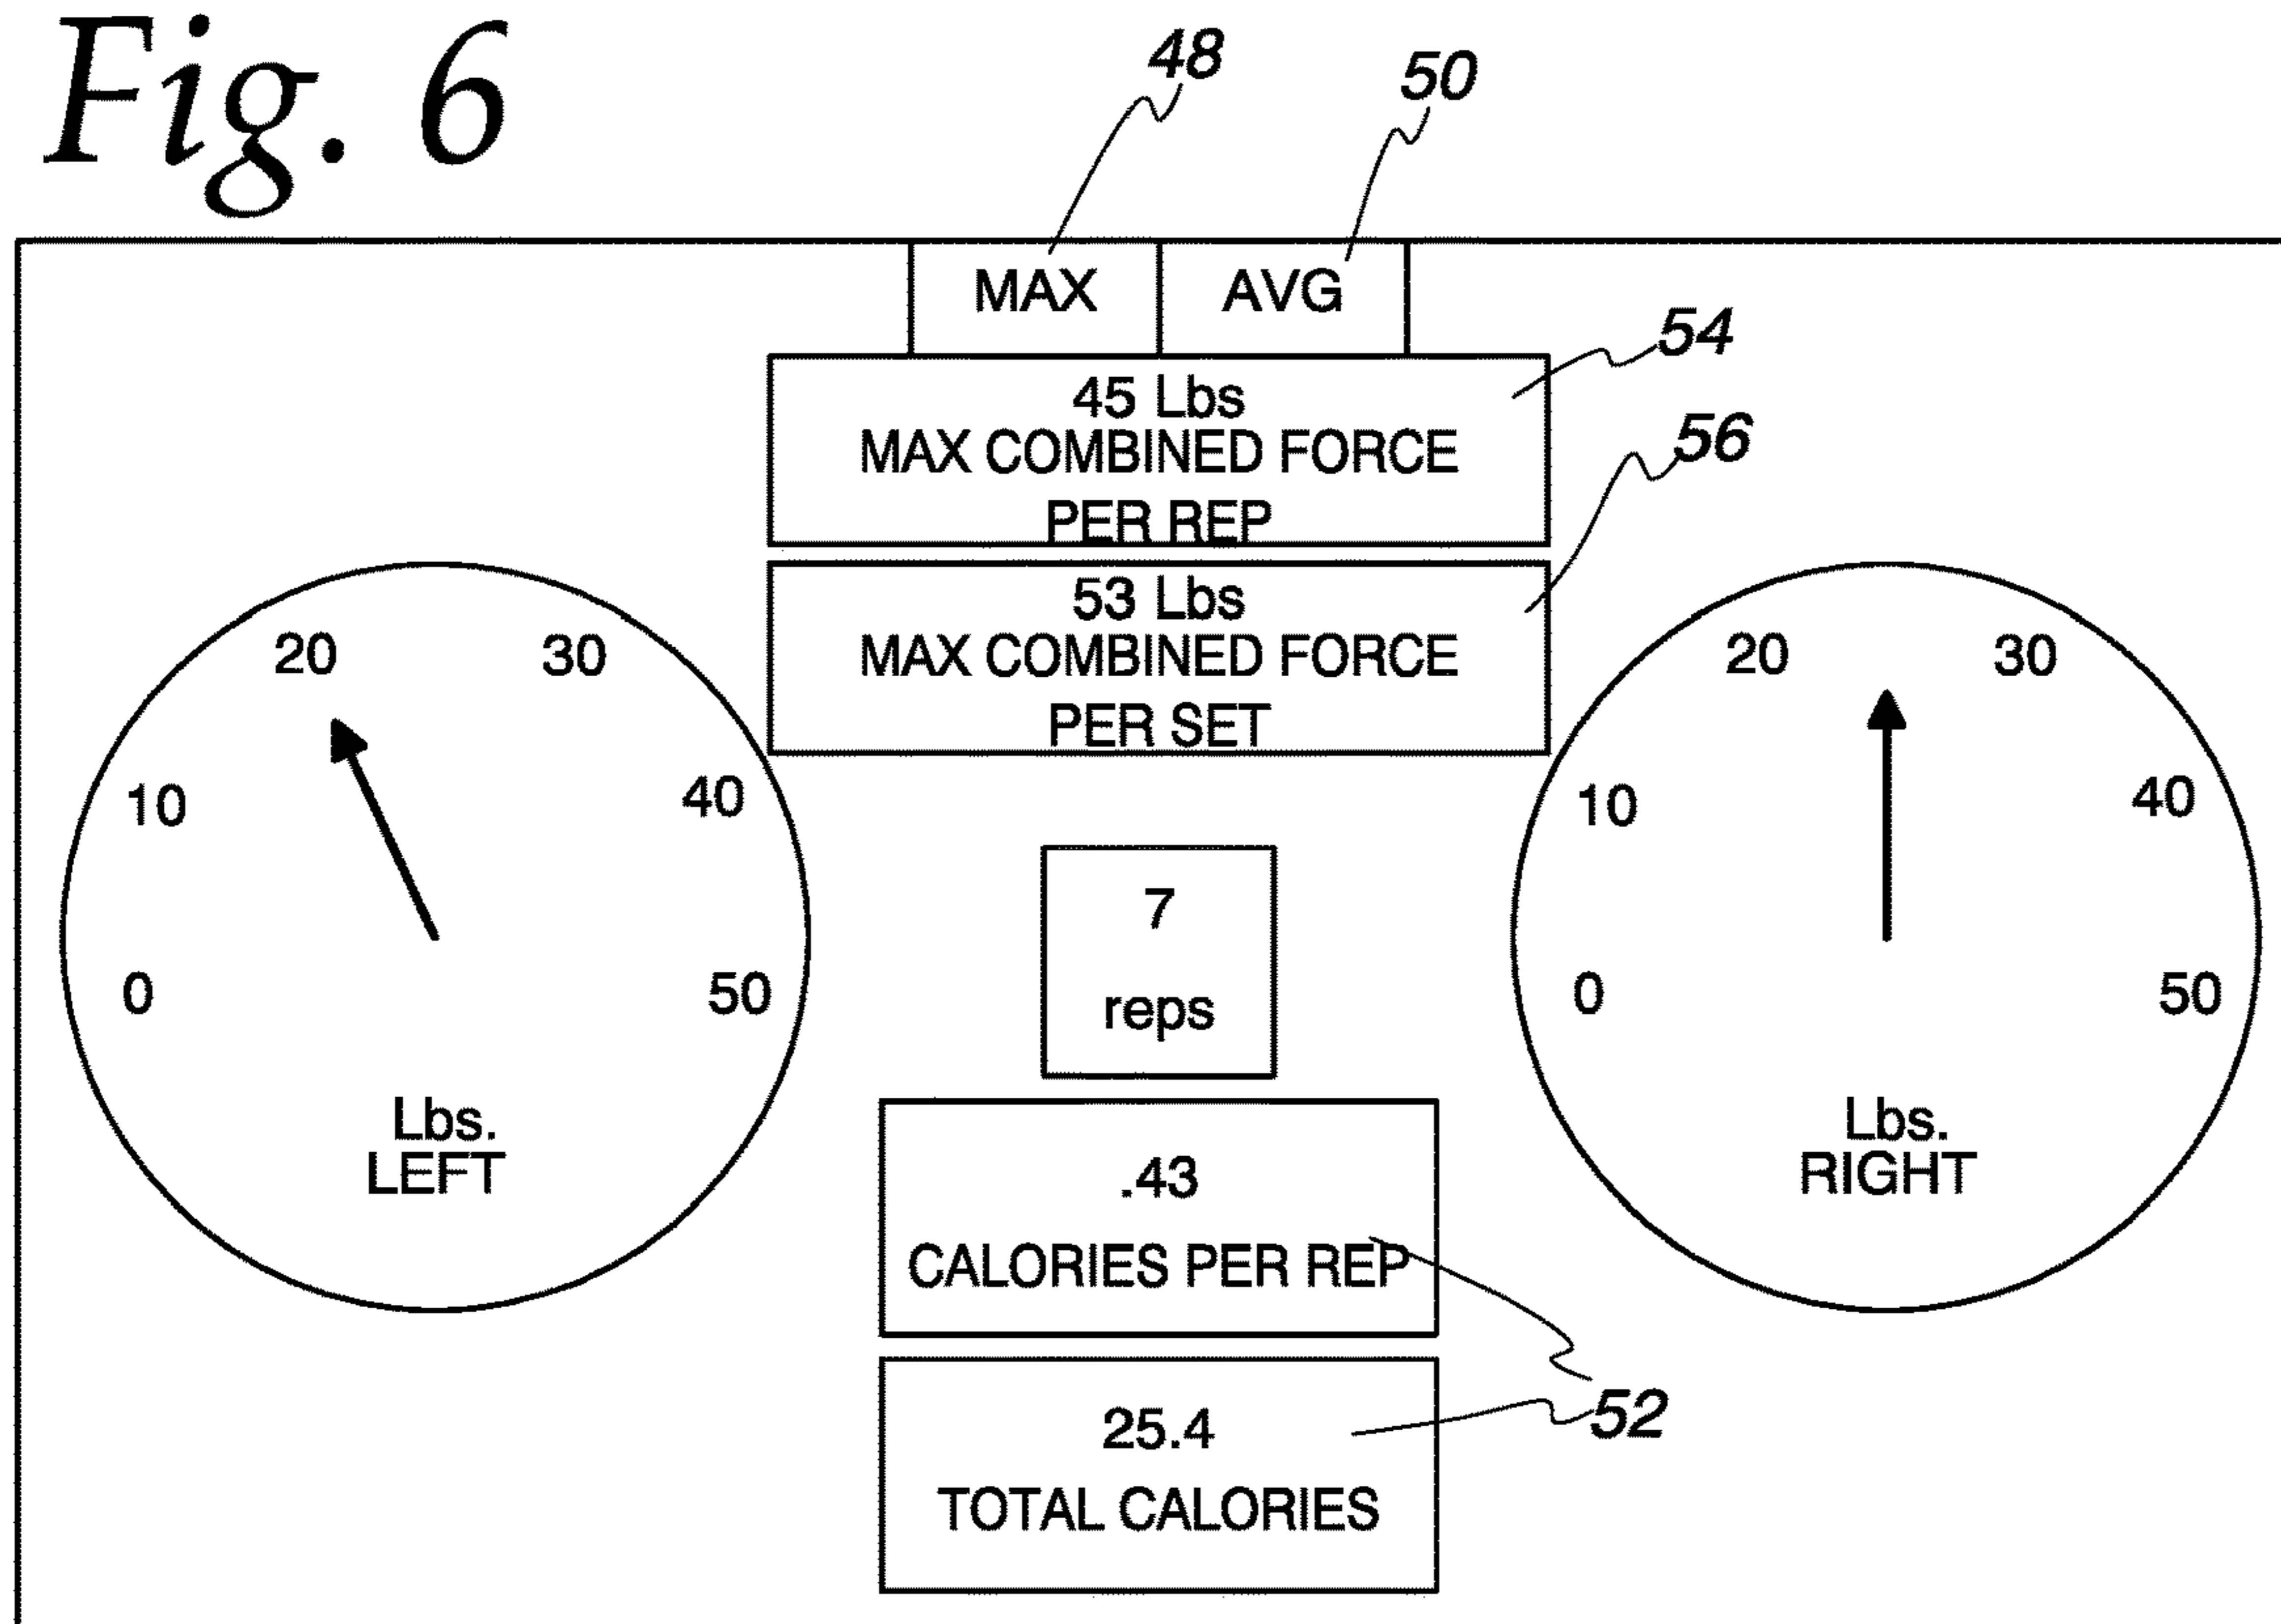 Fig. 6
48
50
MAX
AVG
54
45 Lbs
MAX COMBINED FORCE
PER REP
56
53 Lbs
MAX COMBINED FORCE
PER SET
20
30
10
40
0
50
Lbs.
LEFT
7
reps
20
30
10
40
0
50
Lbs.
RIGHT
.43
CALORIES PER REP
52
25.4
TOTAL CALORIES